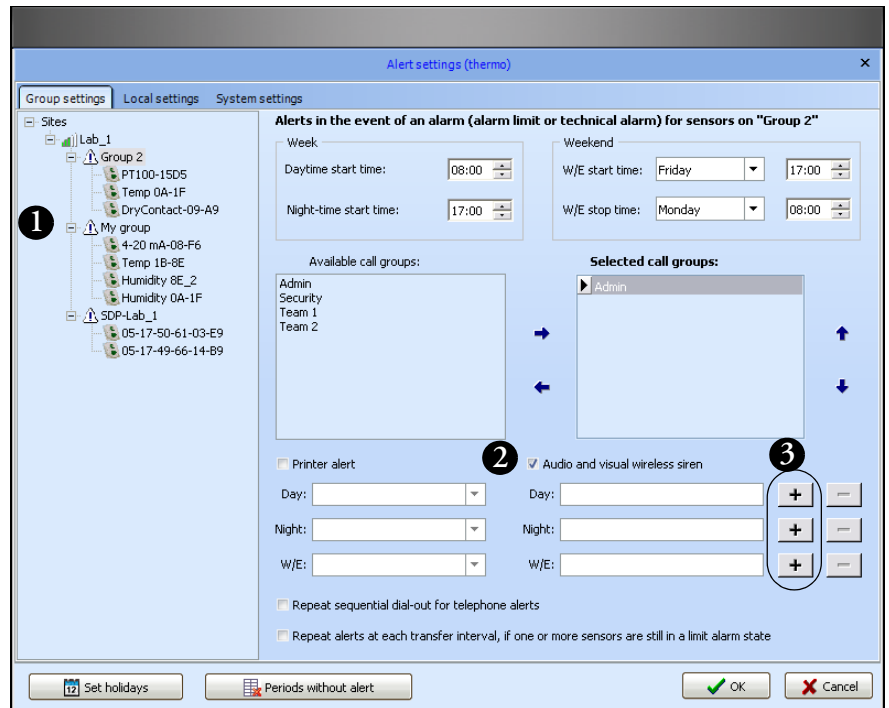 Alert settings (thermo)
Group settings Local settings System settings
Sites
Lab_1
Group 2
PT100-15D5
Temp 0A-1F
DryContact-09-A9
1
My group
4-20 mA-08-F6
Temp 1B-8E
Humidity 8E_2
Humidity 0A-1F
SDP-Lab_1
05-17-50-61-03-E9
05-17-49-66-14-B9
Alerts in the event of an alarm (alarm limit or technical alarm) for sensors on "Group 2"
Week
Daytime start time: 08:00
Night-time start time: 17:00
Weekend
W/E start time: Friday 17:00
W/E stop time: Monday 08:00
Available call groups:
Admin
Security
Team 1
Team 2
Selected call groups:
Admin
2
3
Printer alert
Day:
Night:
W/E:
Audio and visual wireless siren
Day: + −
Night: + −
W/E: + −
Repeat sequential dial-out for telephone alerts
Repeat alerts at each transfer interval, if one or more sensors are still in a limit alarm state
12 Set holidays
Periods without alert
OK
Cancel